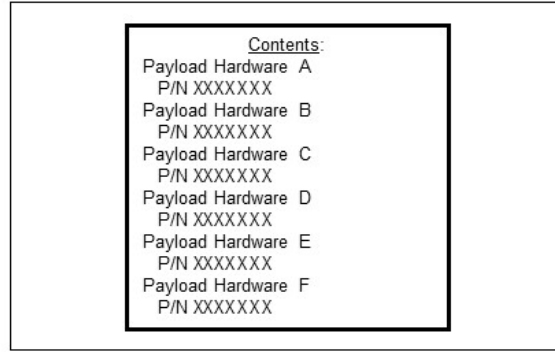 Contents:
Payload Hardware A
P/N XXXXXXX
Payload Hardware B
P/N XXXXXXX
Payload Hardware C
P/N XXXXXXX
Payload Hardware D
P/N XXXXXXX
Payload Hardware E
P/N XXXXXXX
Payload Hardware F
P/N XXXXXXX